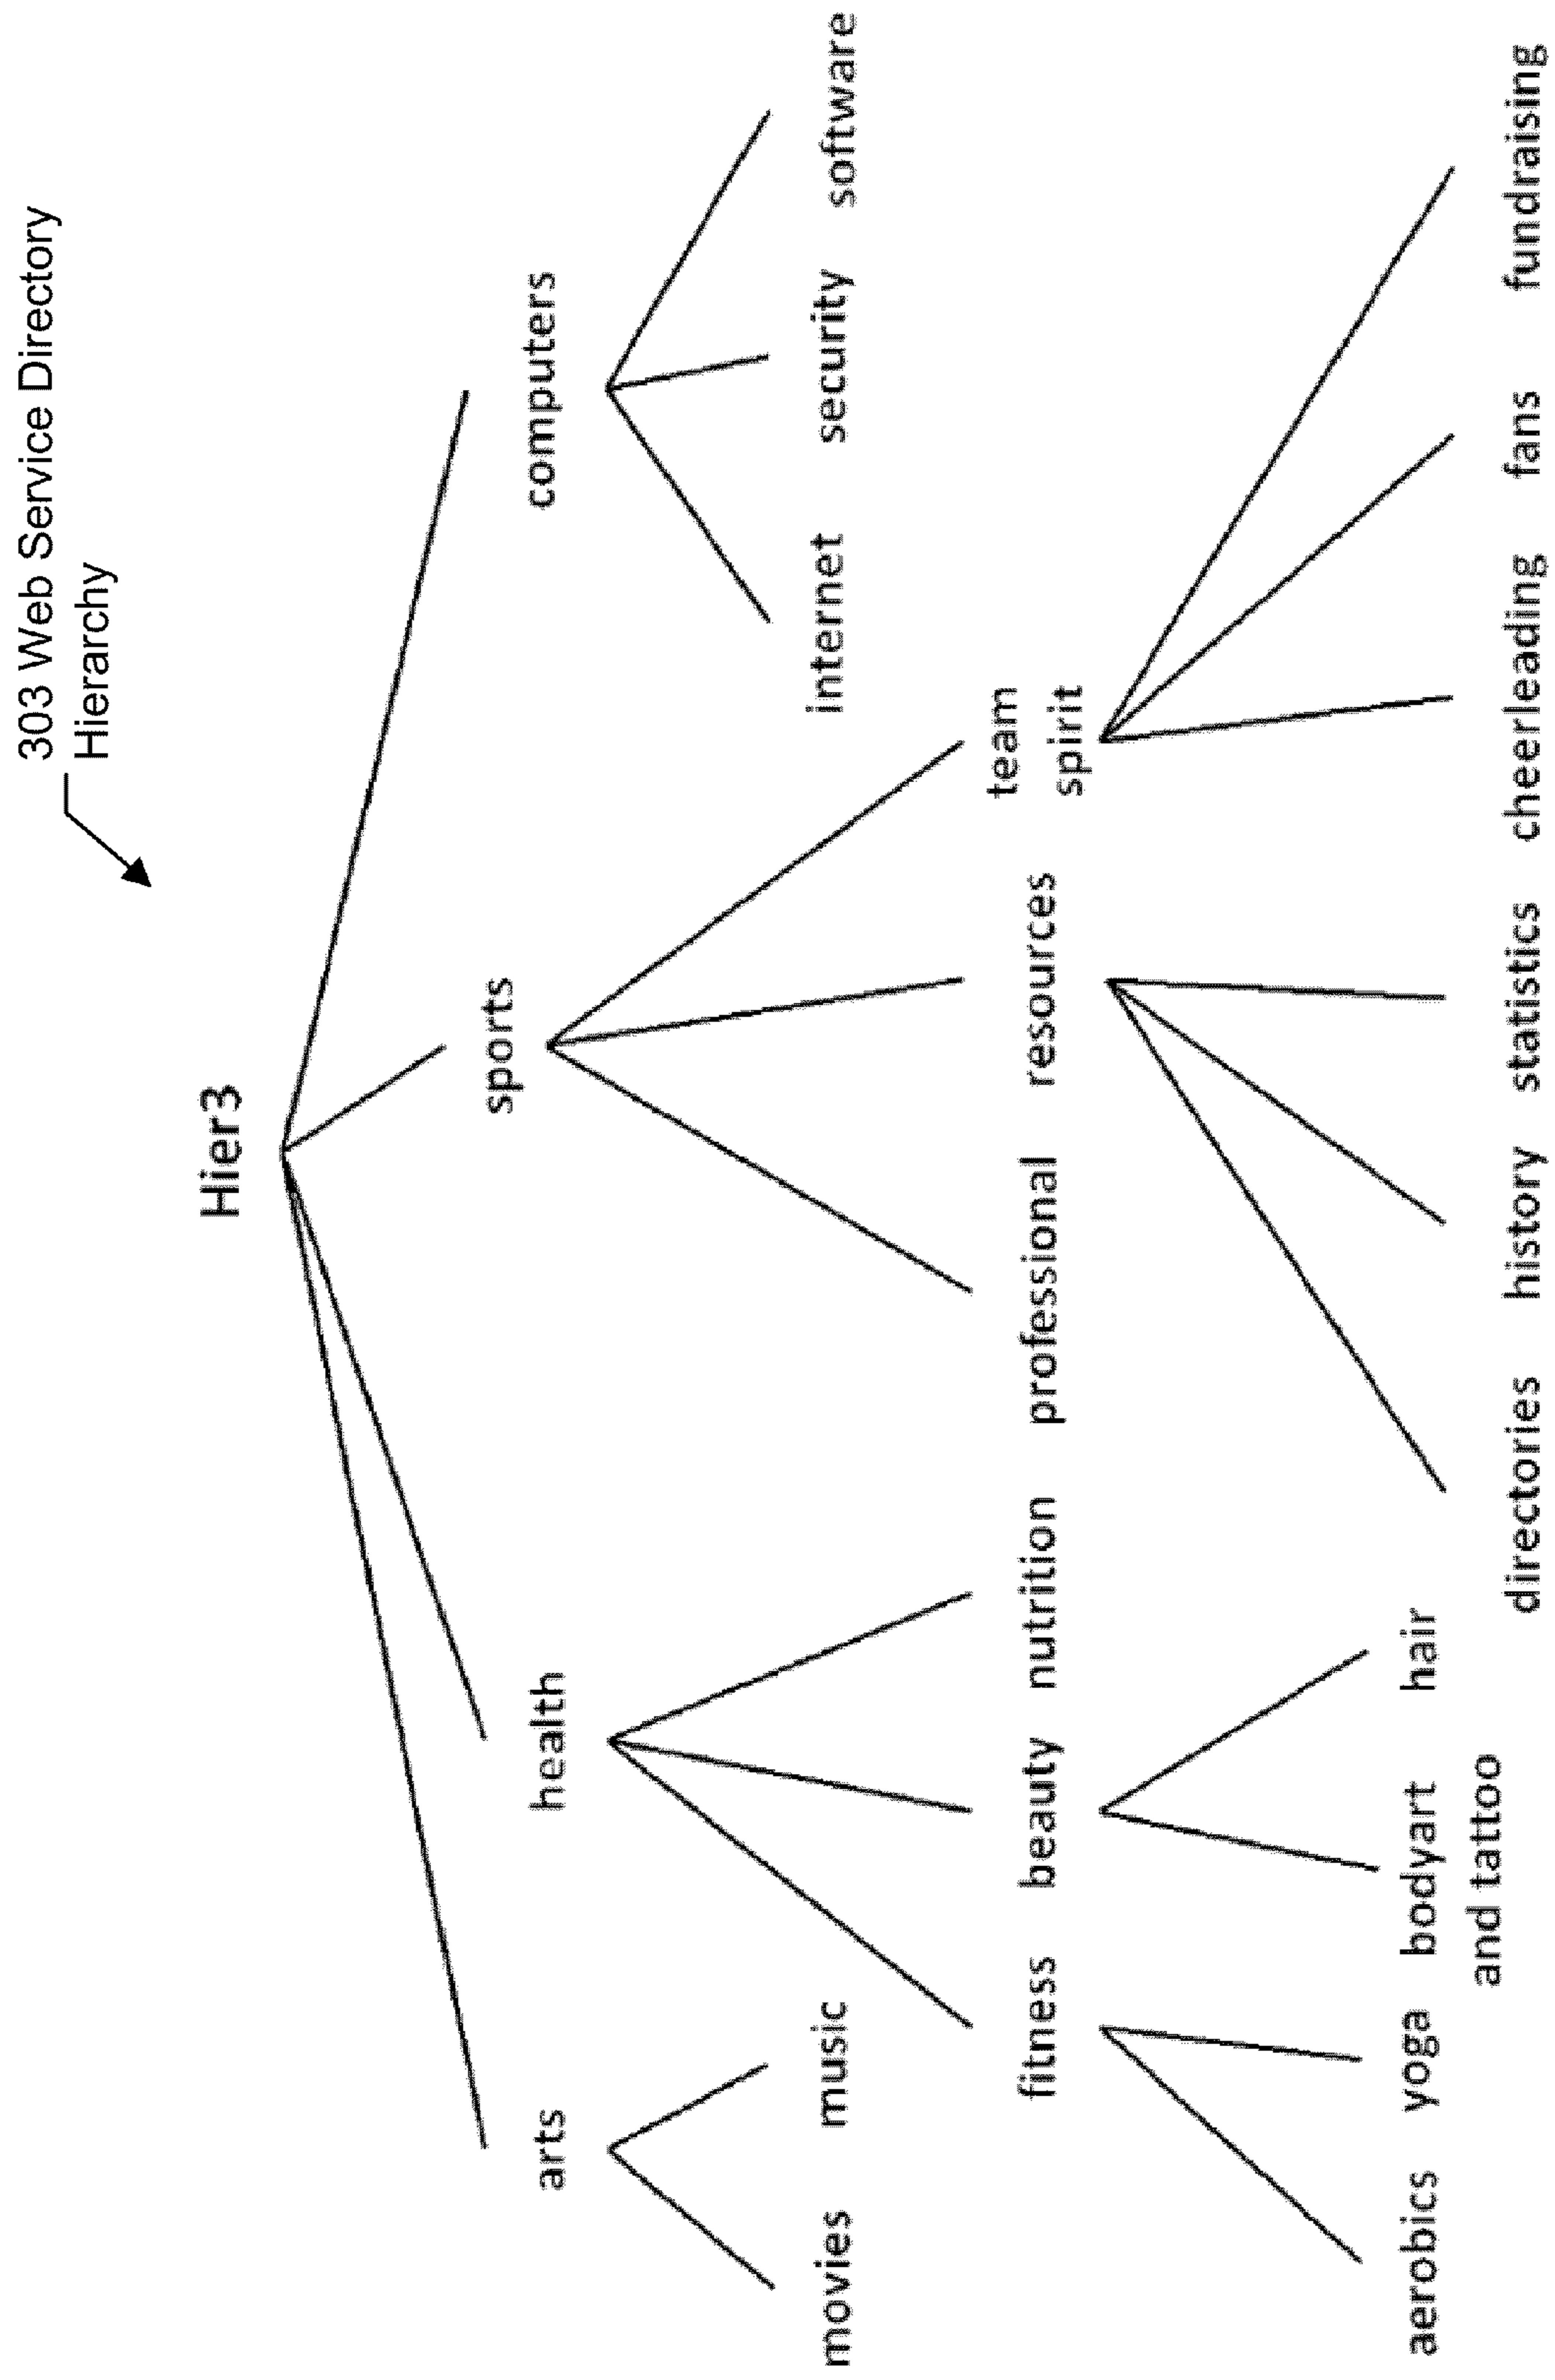 303 Web Service Directory
Hierarchy
Hier3
arts
health
sports
computers
movies
music
internet
security
software
fitness
beauty
nutrition
professional
resources
team
spirit
aerobics
yoga
bodyart
and tattoo
hair
directories
history
statistics
cheerleading
fans
fundraising